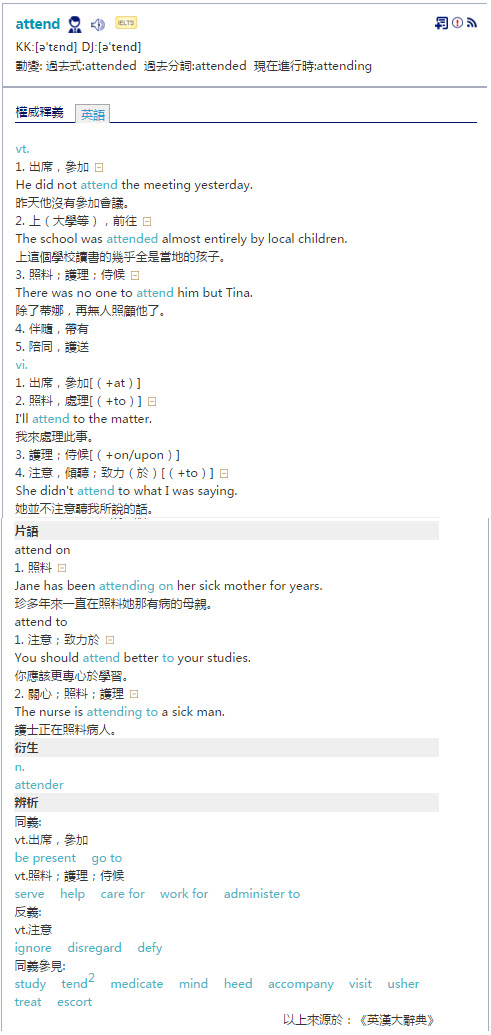 attend IELTS
KK:[ə'tɛnd] DJ:[ə'tend]
動變: 過去式:attended 過去分詞:attended 現在進行時:attending
權威釋義 英語
vt.
1. 出席，參加
He did not attend the meeting yesterday.
昨天他沒有參加會議。
2. 上（大學等），前往
The school was attended almost entirely by local children.
上這個學校讀書的幾乎全是當地的孩子。
3. 照料；護理；侍候
There was no one to attend him but Tina.
除了蒂娜，再無人照顧他了。
4. 伴隨，帶有
5. 陪同，護送
vi.
1. 出席，參加[（+at）]
2. 照料，處理[（+to）]
I'll attend to the matter.
我來處理此事。
3. 護理；侍候[（+on/upon）]
4. 注意，傾聽；致力（於）[（+to）]
She didn't attend to what I was saying.
她並不注意聽我所說的話。
片語
attend on
1. 照料
Jane has been attending on her sick mother for years.
珍多年來一直在照料她那有病的母親。
attend to
1. 注意；致力於
You should attend better to your studies.
你應該更專心於學習。
2. 關心；照料；護理
The nurse is attending to a sick man.
護士正在照料病人。
衍生
n.
attender
辨析
同義:
vt.出席，參加
be present go to
vt.照料；護理；侍候
serve help care for work for administer to
反義:
vt.注意
ignore disregard defy
同義參見:
study tend2 medicate mind heed accompany visit usher
treat escort
以上來源於：《英漢大辭典》